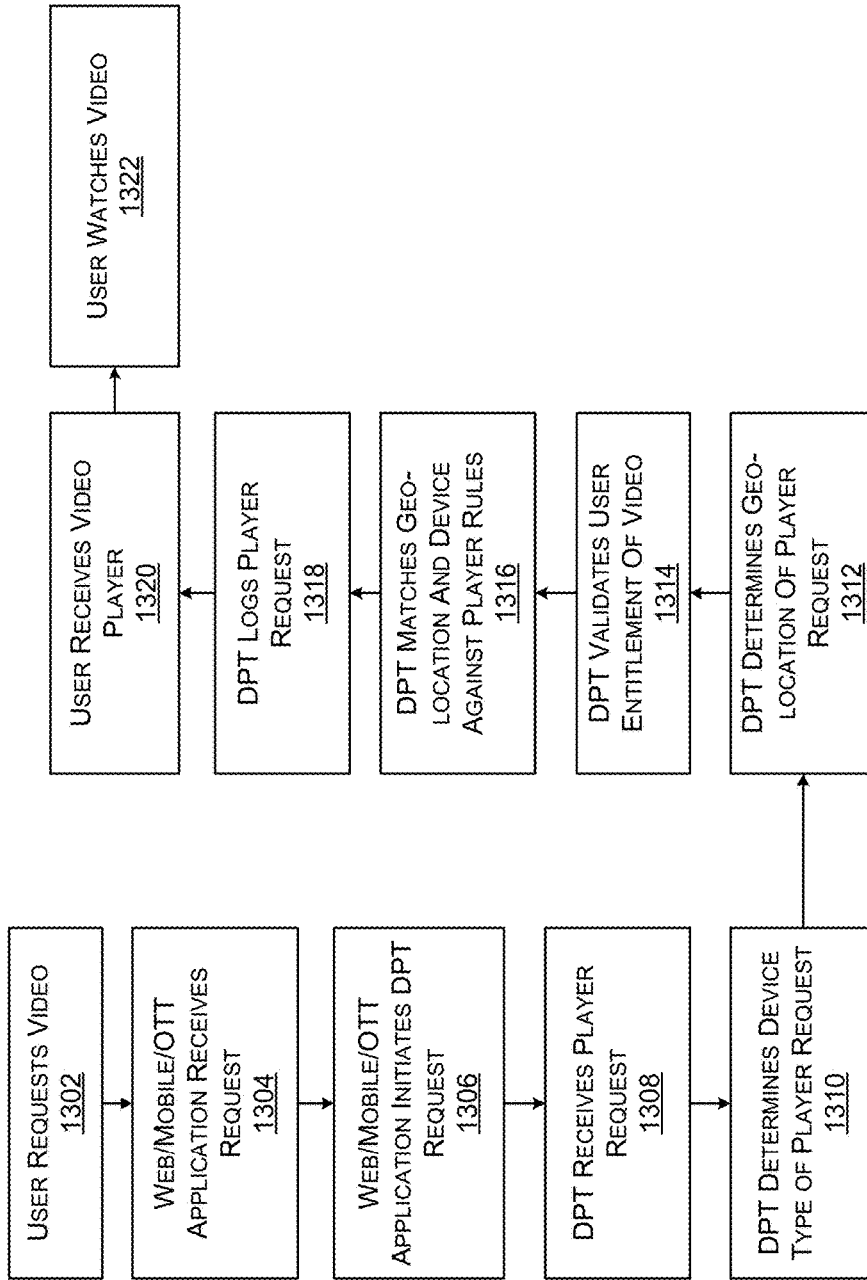 USER REQUESTS VIDEO
1302
WEB/MOBILE/OTT
APPLICATION RECEIVES
REQUEST
1304
WEB/MOBILE/OTT
APPLICATION INITIATES DPT
REQUEST
1306
DPT RECEIVES PLAYER
REQUEST
1308
DPT DETERMINES DEVICE
TYPE OF PLAYER REQUEST
1310
DPT DETERMINES GEO-
LOCATION OF PLAYER
REQUEST
1312
DPT VALIDATES USER
ENTITLEMENT OF VIDEO
1314
DPT MATCHES GEO-
LOCATION AND DEVICE
AGAINST PLAYER RULES
1316
DPT LOGS PLAYER
REQUEST
1318
USER RECEIVES VIDEO
PLAYER
1320
USER WATCHES VIDEO
1322